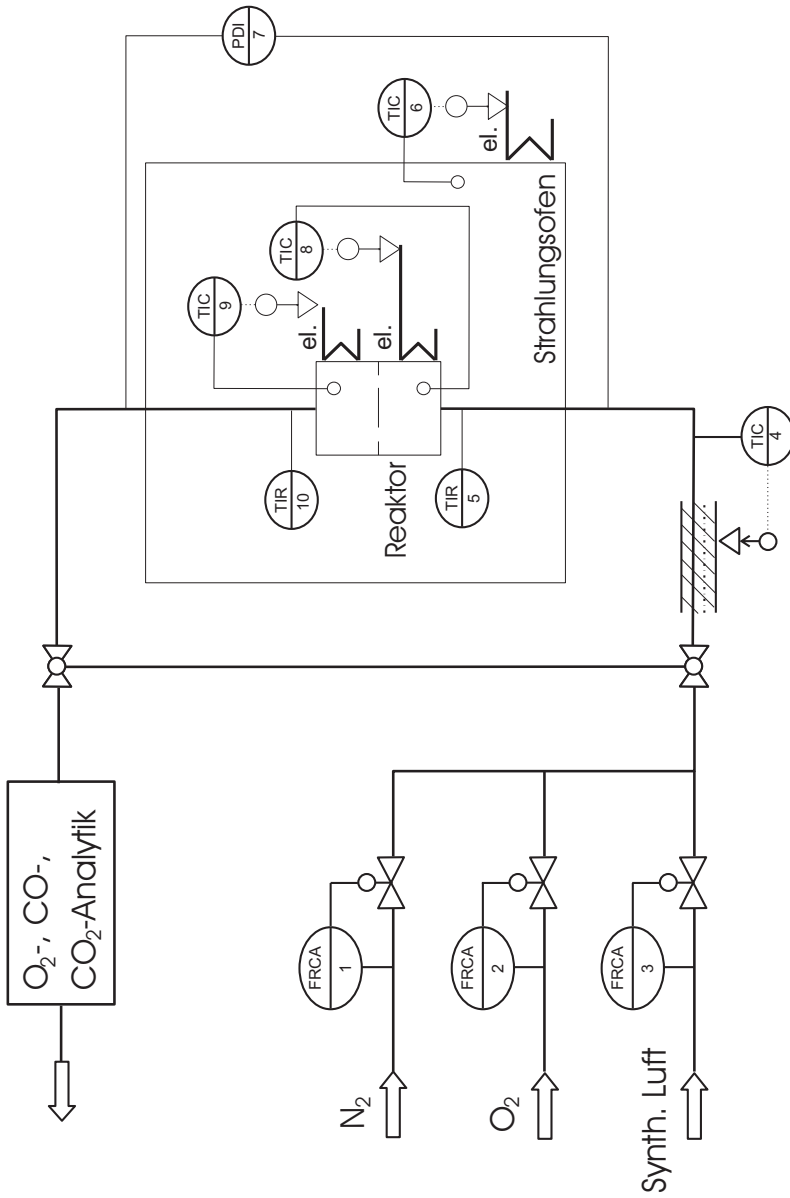 O2-, CO-,
CO2-Analytik
N2
O2
Synth. Luft
FRCA
1
FRCA
2
FRCA
3
TIC
4
TIR
5
TIC
6
PDI
7
TIC
8
TIC
9
TIR
10
Reaktor
el.
el.
el.
Strahlungsofen